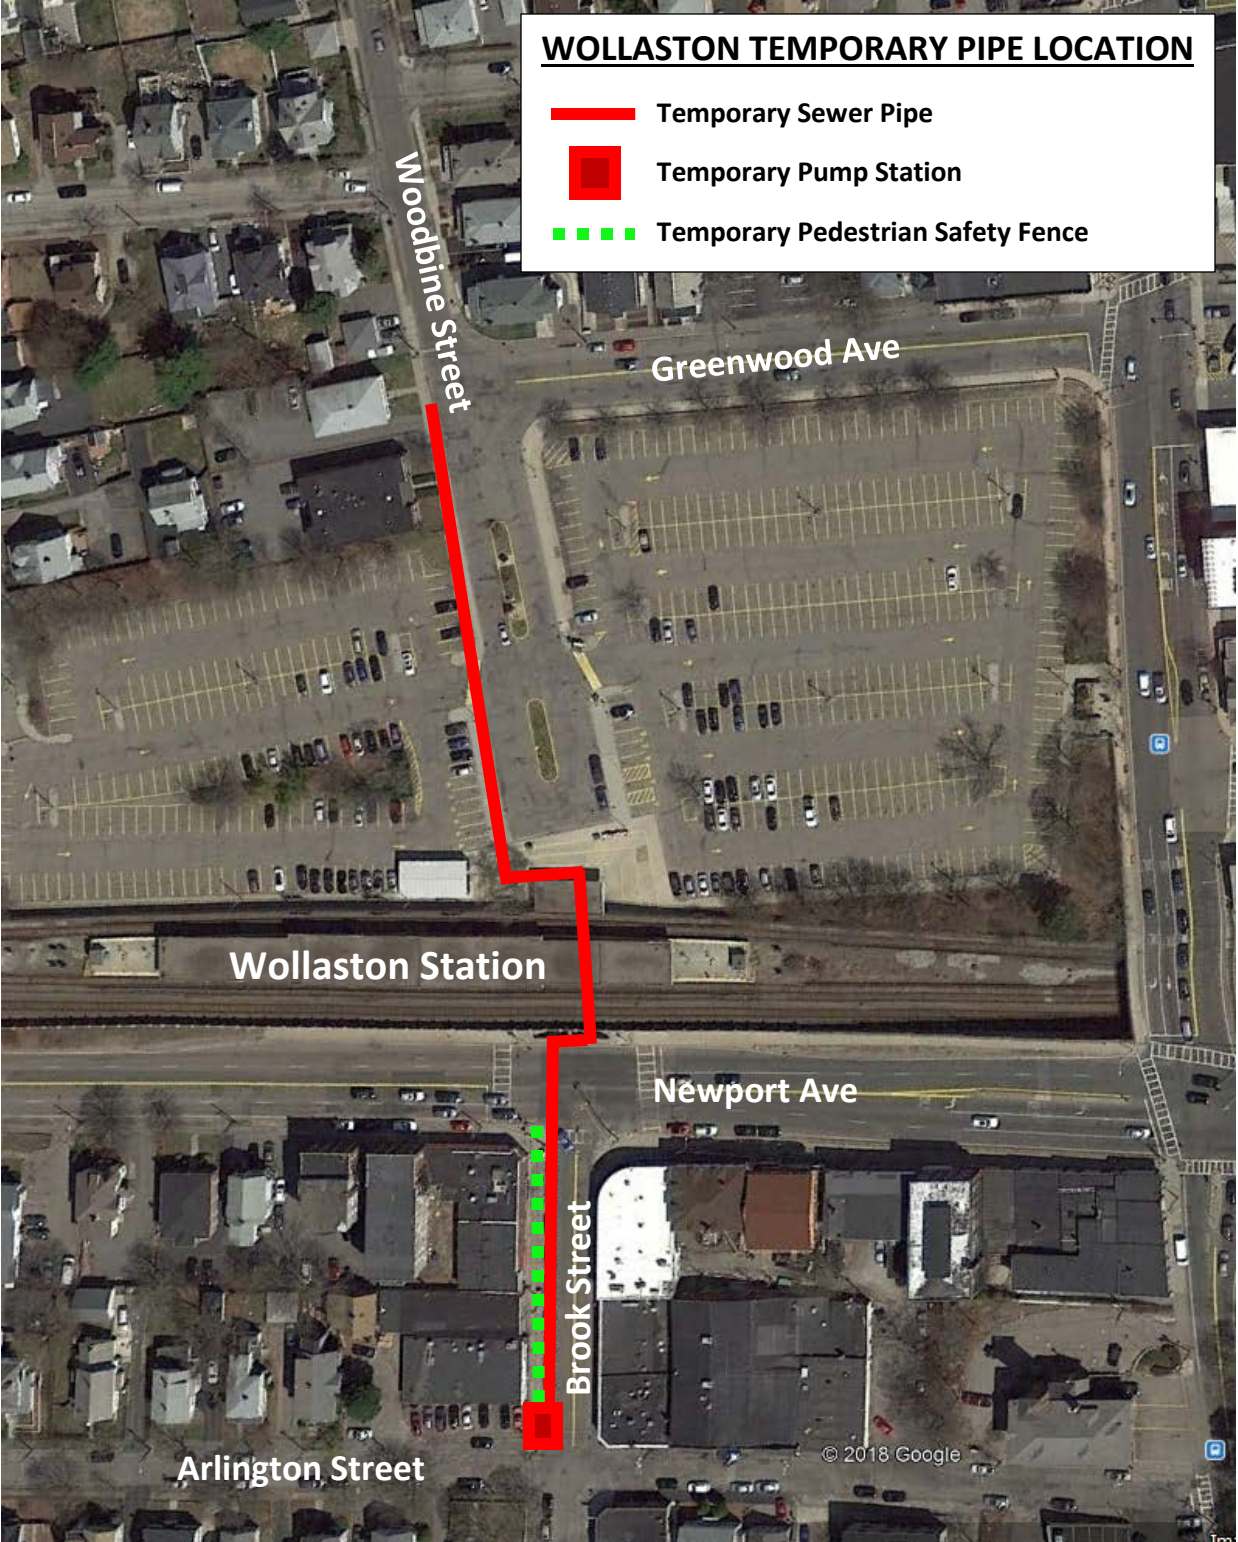 WOLLASTON TEMPORARY PIPE LOCATION
Temporary Sewer Pipe
Temporary Pump Station
Temporary Pedestrian Safety Fence
Woodbine Street
Greenwood Ave
Wollaston Station
Newport Ave
Brook Street
© 2018 Google
Arlington Street